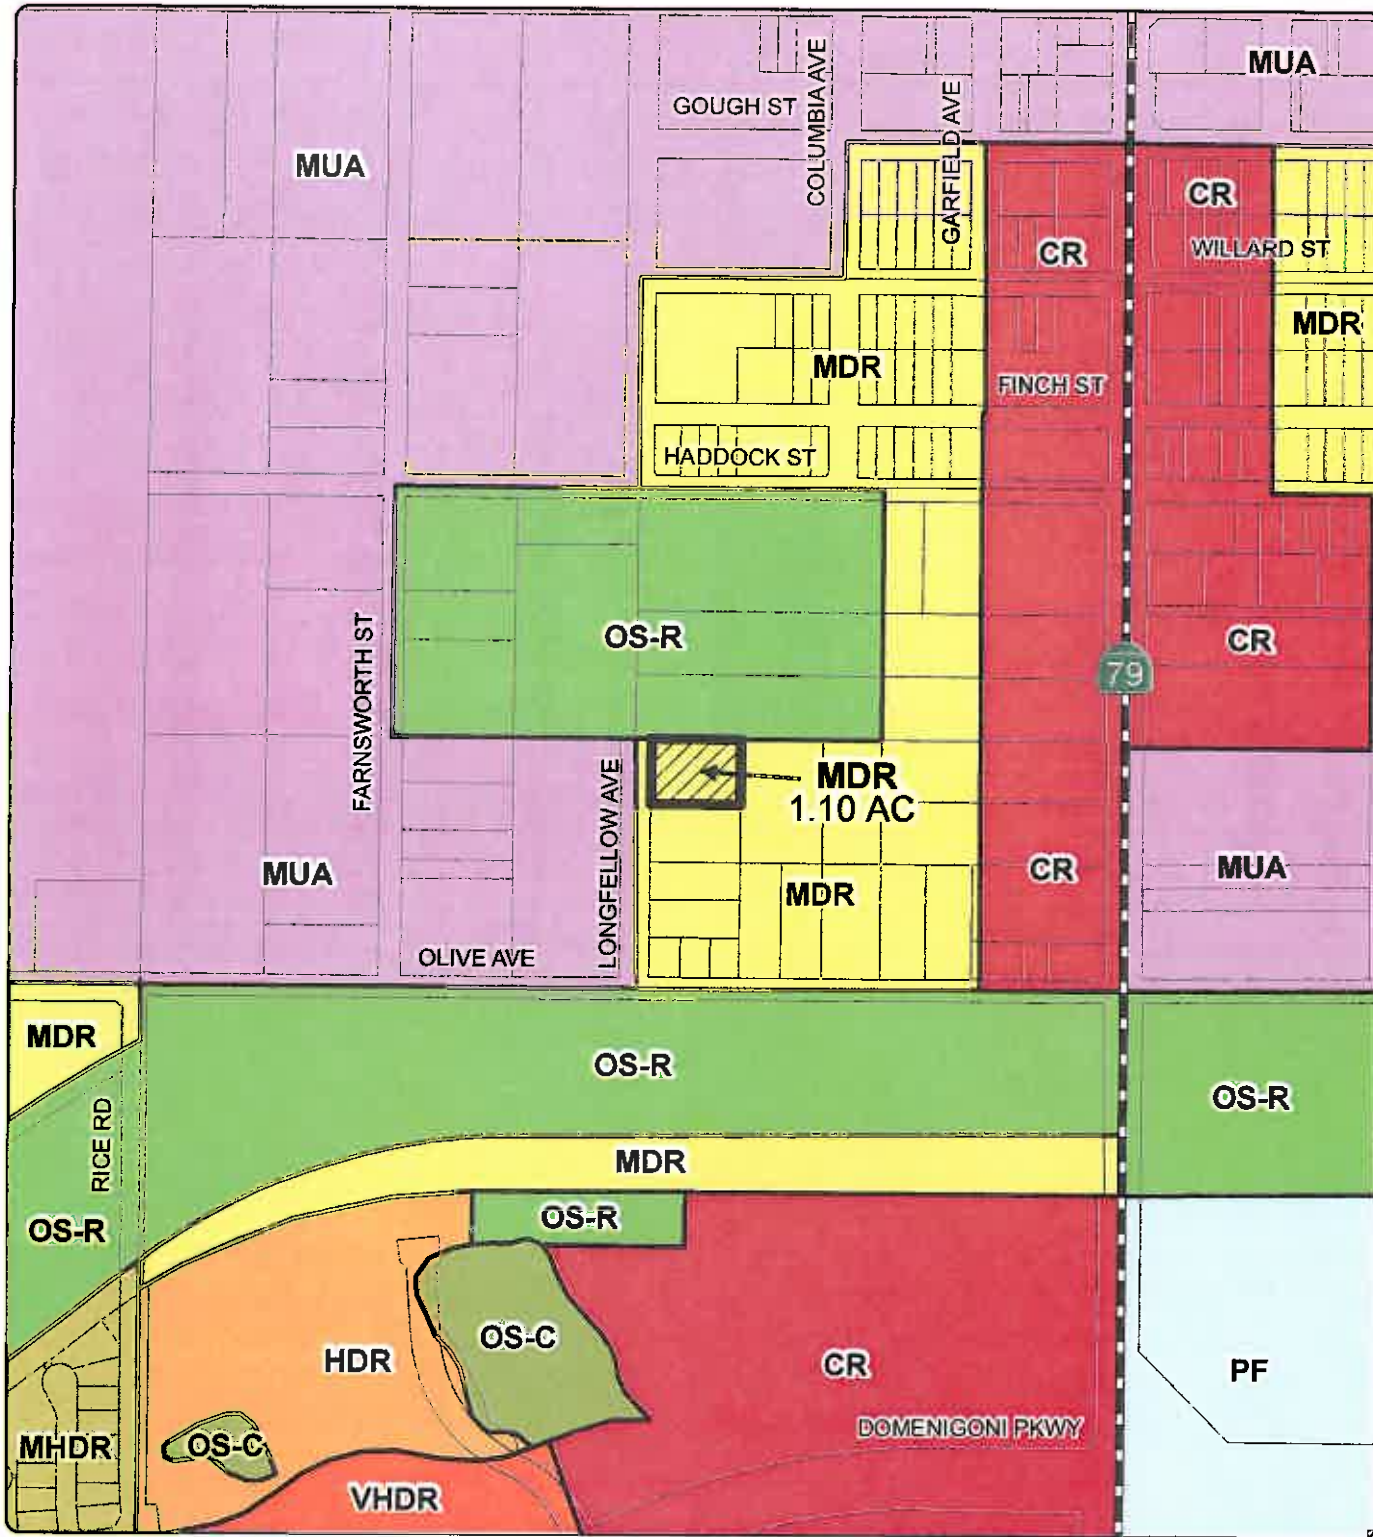 MUA
COLUMBIA AVE
GOUGH ST
GARFIELD AVE
MUA
CR
WILLARD ST
CR
MDR
MDR
FINCH ST
HADDOCK ST
OS-R
FARNSWORTH ST
CR
79
LONGFELLOW AVE
MDR
1.10 AC
MUA
MDR
CR
MUA
OLIVE AVE
MDR
OS-R
OS-R
RICE RD
MDR
OS-R
OS-R
OS-C
HDR
CR
PF
MHDR
OS-C
DOMENIGONI PKWY
VHDR